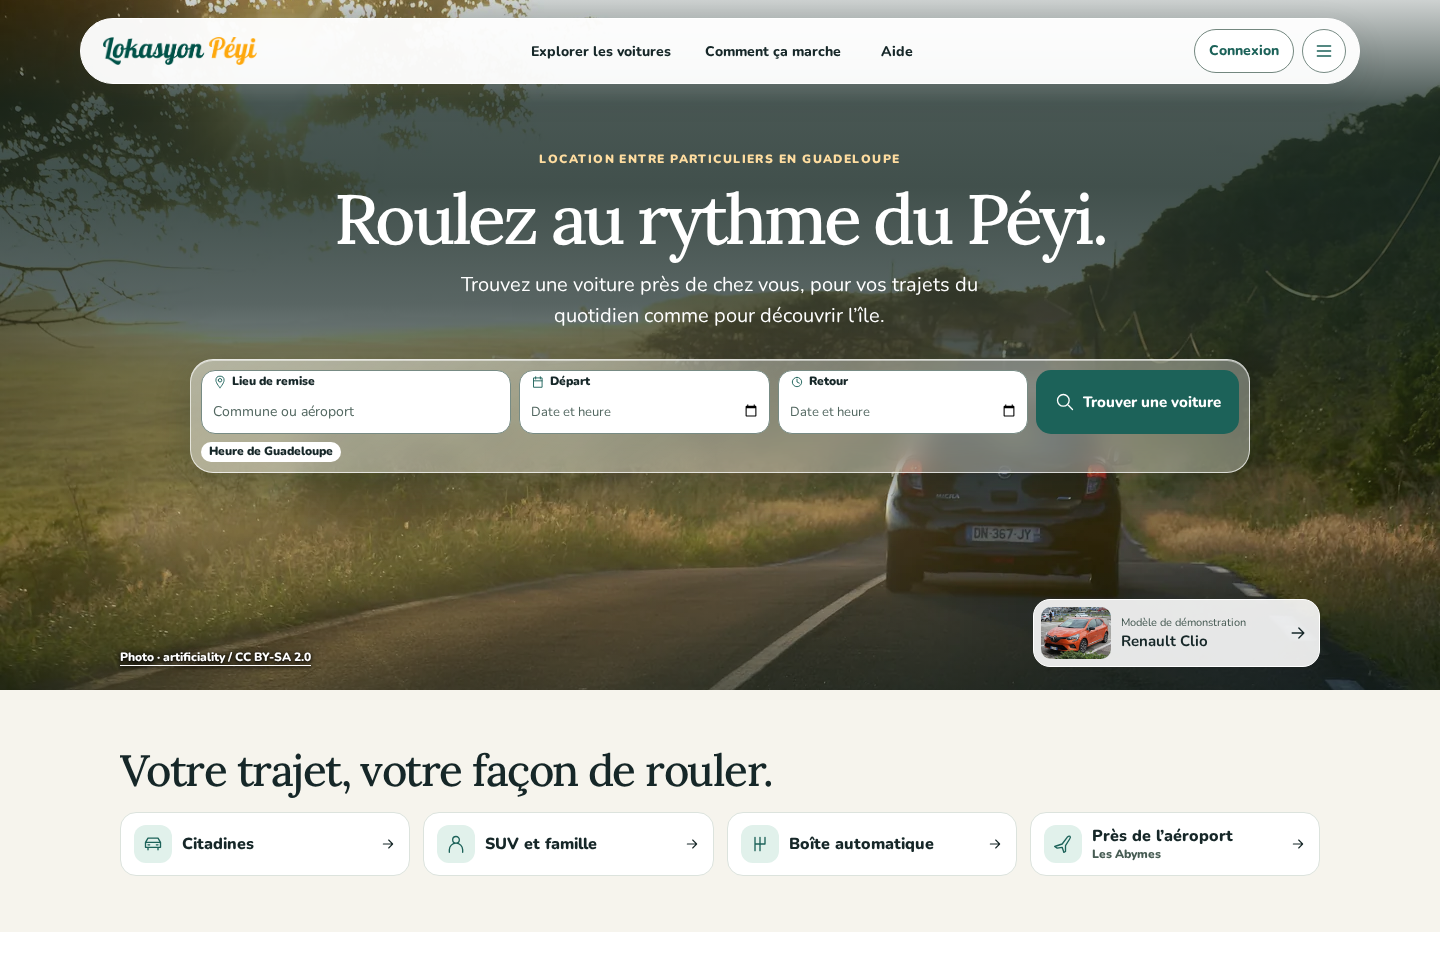 Lokasyon Péyi
Explorer les voitures
Comment ça marche
Aide
Connexion
LOCATION ENTRE PARTICULIERS EN GUADELOUPE
Roulez au rythme du Péyi.
Trouvez une voiture près de chez vous, pour vos trajets du
quotidien comme pour découvrir l’île.
Lieu de remise
Commune ou aéroport
Départ
Date et heure
Retour
Date et heure
Trouver une voiture
Heure de Guadeloupe
MICRA
DN-367-JY
Modèle de démonstration
Renault Clio
Photo · artificiality / CC BY-SA 2.0
Votre trajet, votre façon de rouler.
Citadines
SUV et famille
Boîte automatique
Près de l’aéroport
Les Abymes